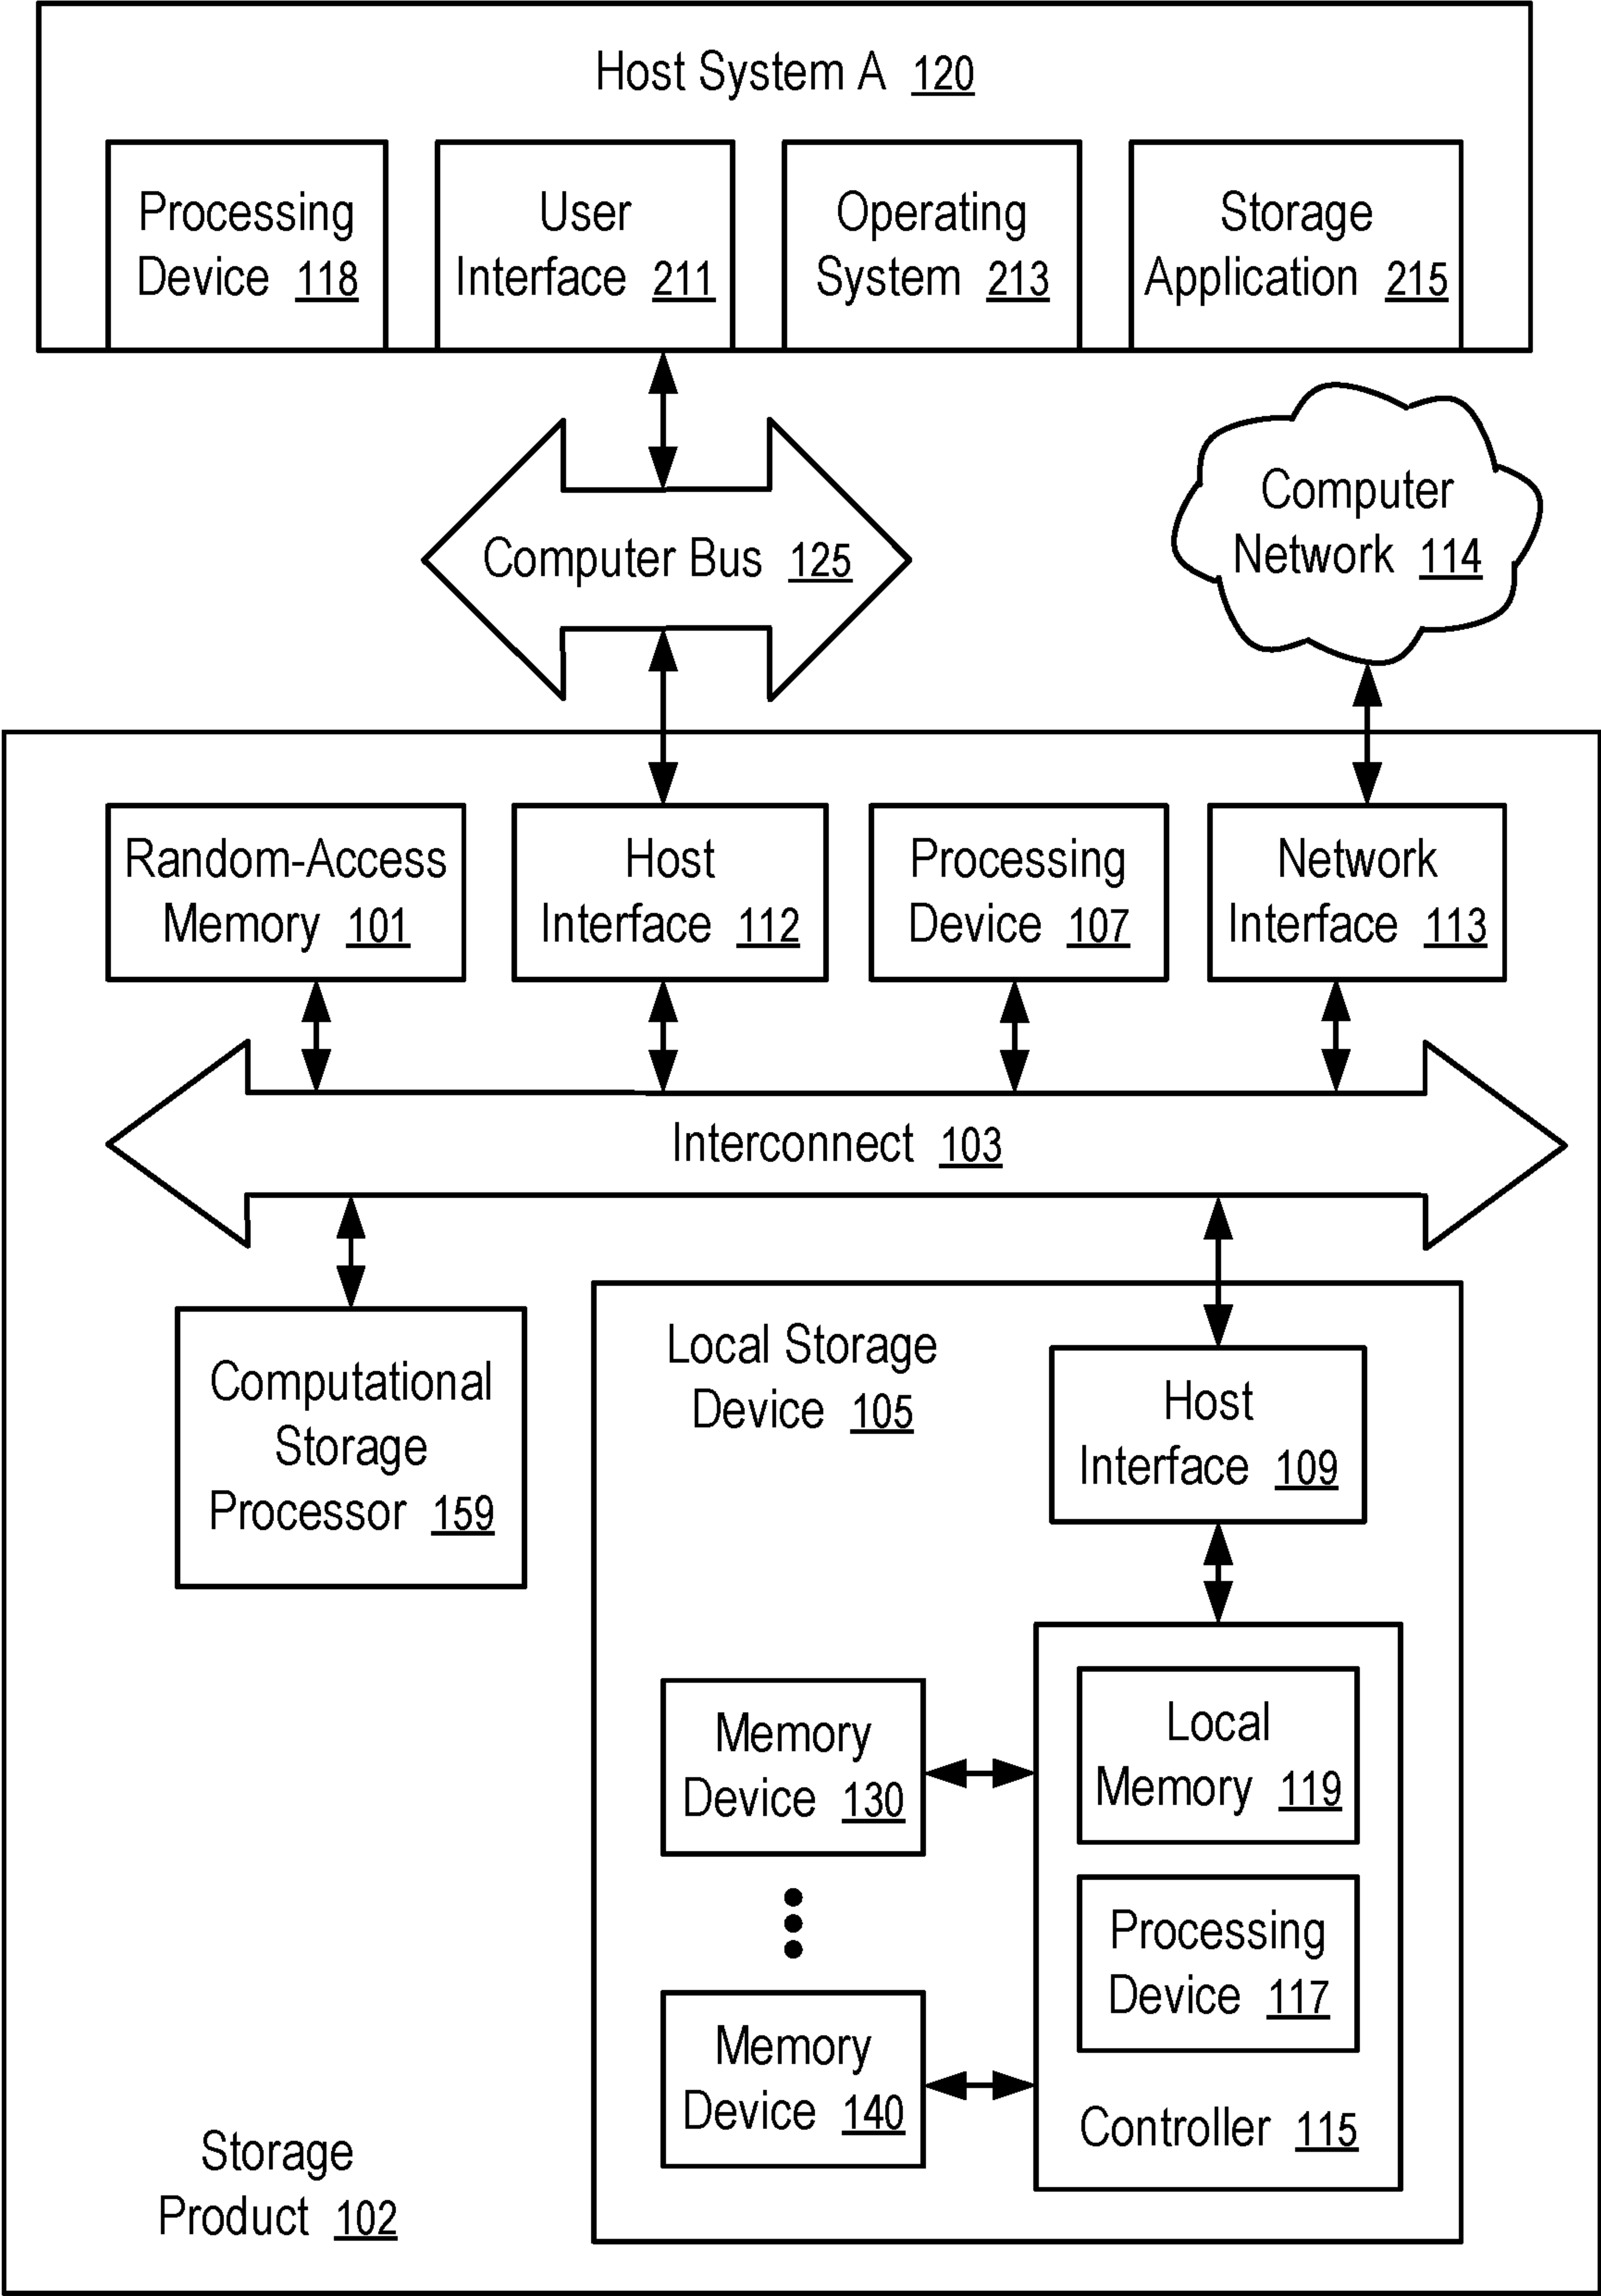 Host System A 120
Processing
Device 118
User
Interface 211
Operating
System 213
Storage
Application 215
Computer Bus 125
Computer
Network 114
Random-Access
Memory 101
Host
Interface 112
Processing
Device 107
Network
Interface 113
Interconnect 103
Computational
Storage
Processor 159
Local Storage
Device 105
Host
Interface 109
Memory
Device 130
Local
Memory 119
Processing
Device 117
Memory
Device 140
Controller 115
Storage
Product 102